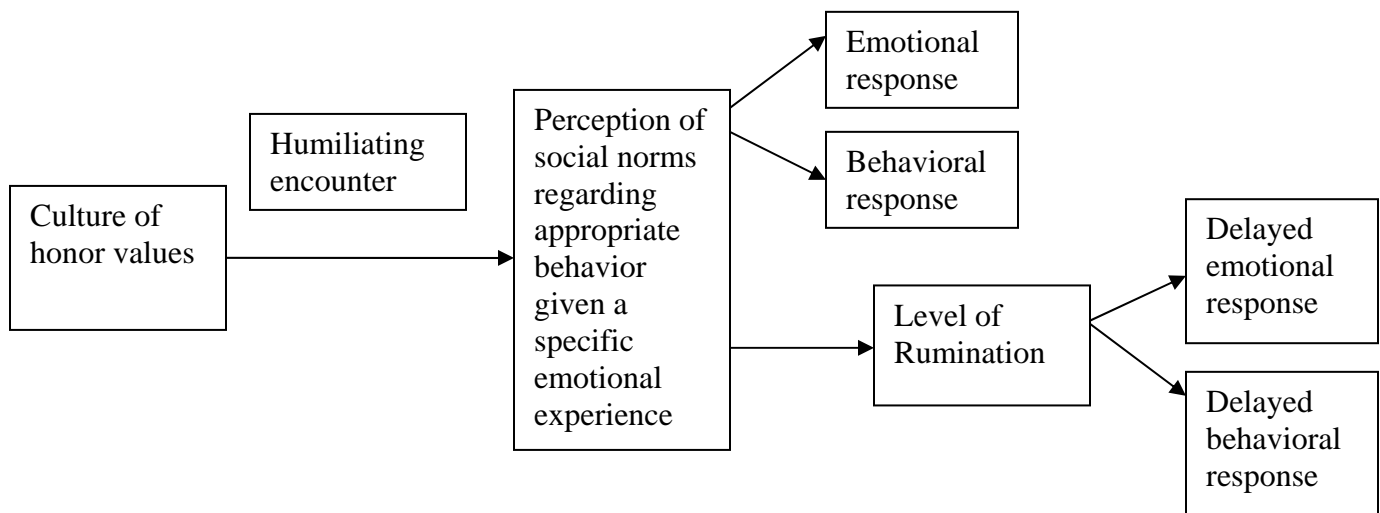 Culture of
honor values
Humiliating
encounter
Perception of
social norms
regarding
appropriate
behavior
given a
specific
emotional
experience
Emotional
response
Behavioral
response
Level of
Rumination
Delayed
emotional
response
Delayed
behavioral
response